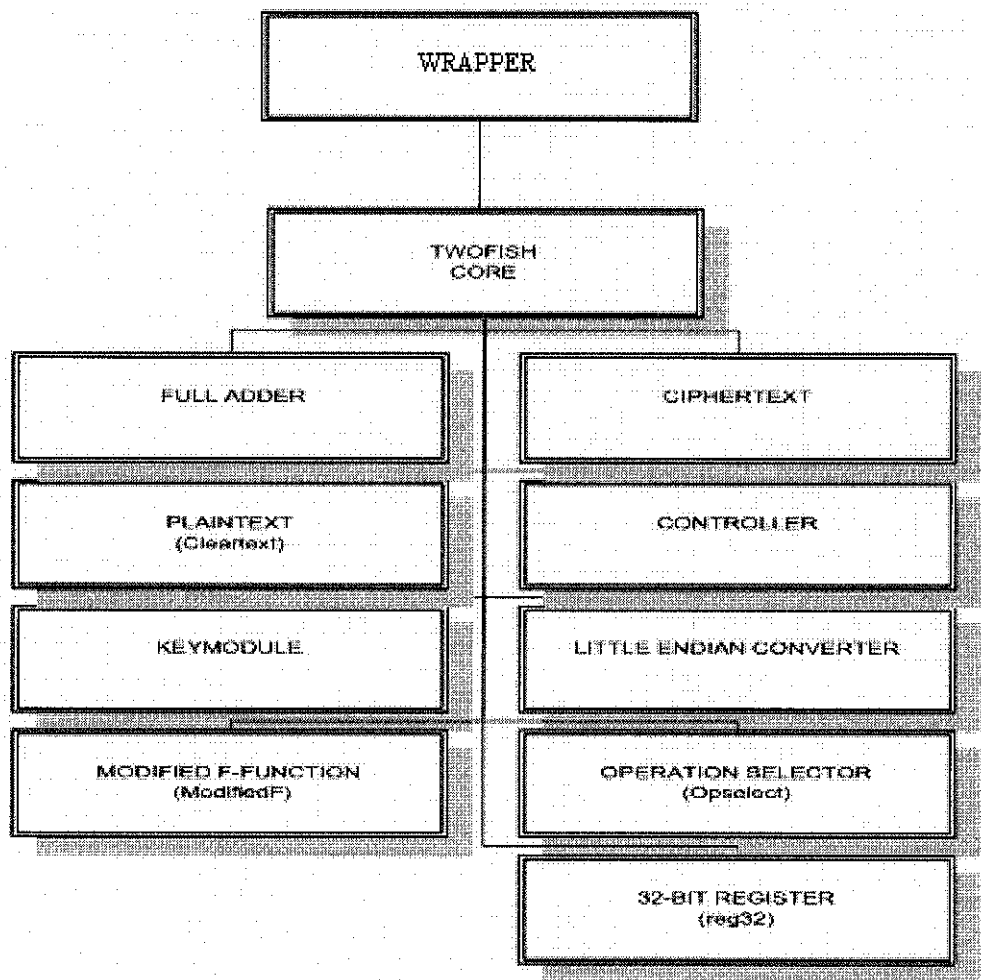 WRAPPER
TWOFISH
CORE
FULL ADDER
CIPHERTEXT
PLAINTEXT
(Cleartext)
CONTROLLER
KEYMODULE
LITTLE ENDIAN CONVERTER
MODIFIED F-FUNCTION
(ModifiedF)
OPERATION SELECTOR
(Opselect)
32-BIT REGISTER
(reg32)